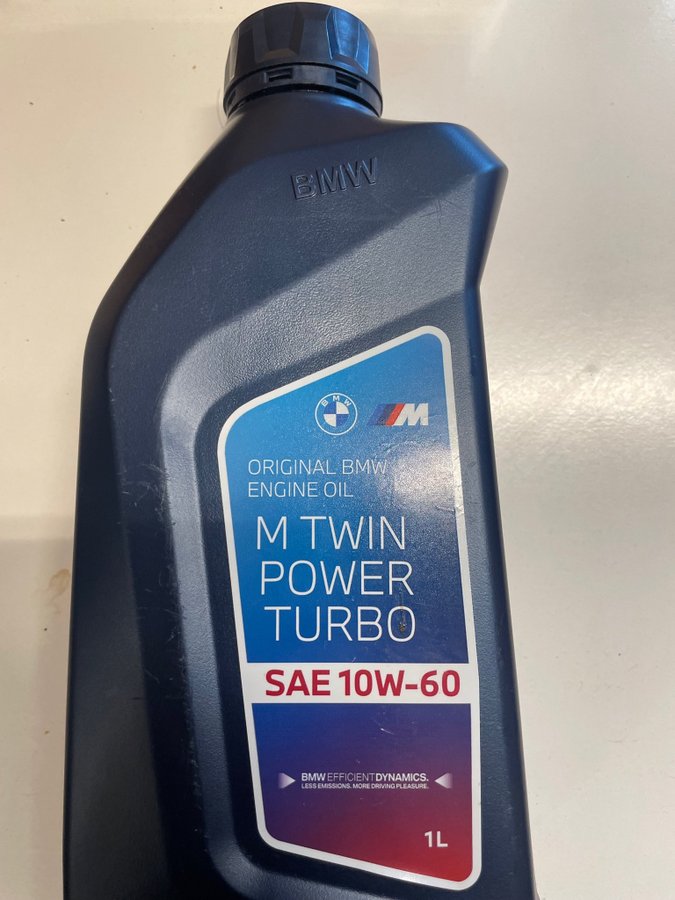 BMW
BMW
M
ORIGINAL BMW
ENGINE OIL
M TWIN
POWER
TURBO
SAE 10W-60
BMW EFFICIENTDYNAMICS.
LESS EMISSIONS. MORE DRIVING PLEASURE.
1L